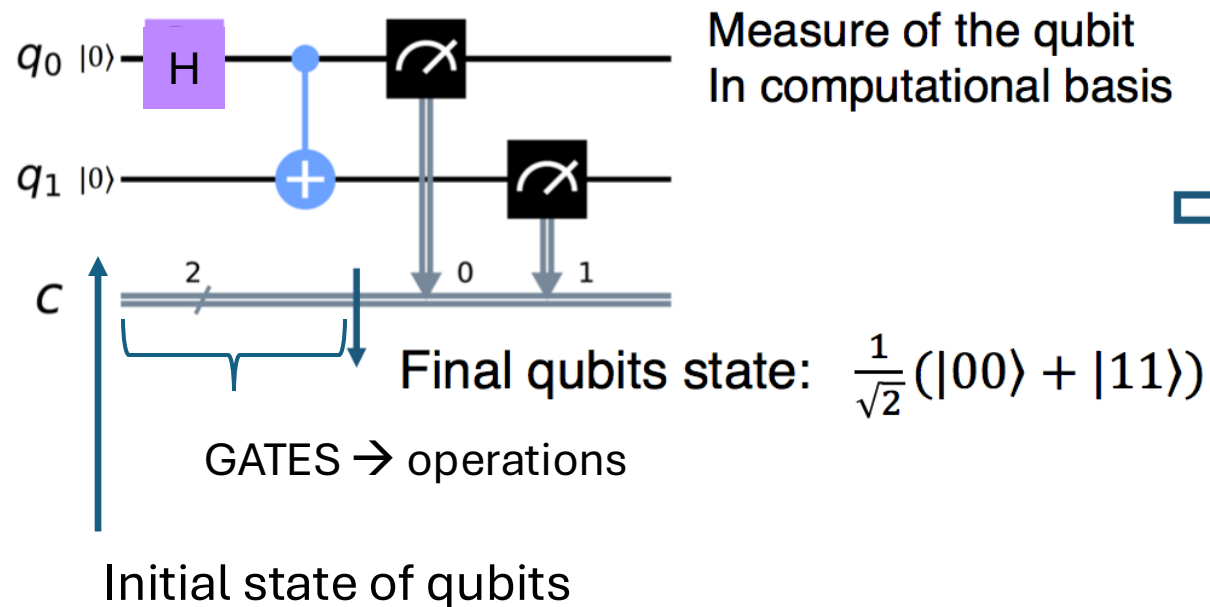 q0 |0⟩ H
Measure of the qubit
In computational basis
q1 |0⟩
2
0
1
C
Final qubits state: 1/√2 (|00⟩ + |11⟩)
GATES → operations
Initial state of qubits